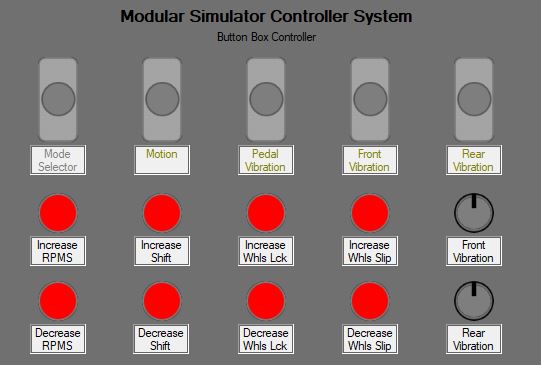 Modular Simulator Controller System
Button Box Controller
Mode
Selector
Motion
Pedal
Vibration
Front
Vibration
Rear
Vibration
Increase
RPMS
Increase
Shift
Increase
Whls Lck
Increase
Whls Slip
Front
Vibration
Decrease
RPMS
Decrease
Shift
Decrease
Whls Lck
Decrease
Whls Slip
Rear
Vibration